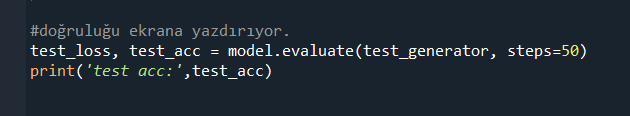 #doğruluğu ekrana yazdırıyor.
test_loss, test_acc = model.evaluate(test_generator, steps=50)
print('test acc:',test_acc)